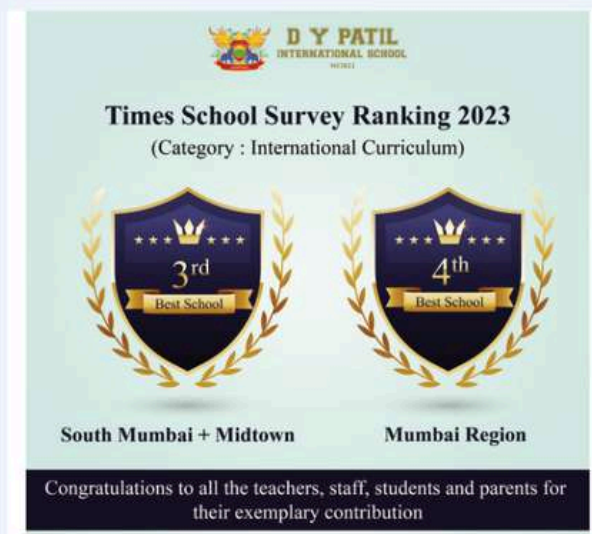 D Y PATIL
INTERNATIONAL SCHOOL
WORLI
Times School Survey Ranking 2023
(Category : International Curriculum)
3rd
Best School
4th
Best School
South Mumbai + Midtown
Mumbai Region
Congratulations to all the teachers, staff, students and parents for
their exemplary contribution